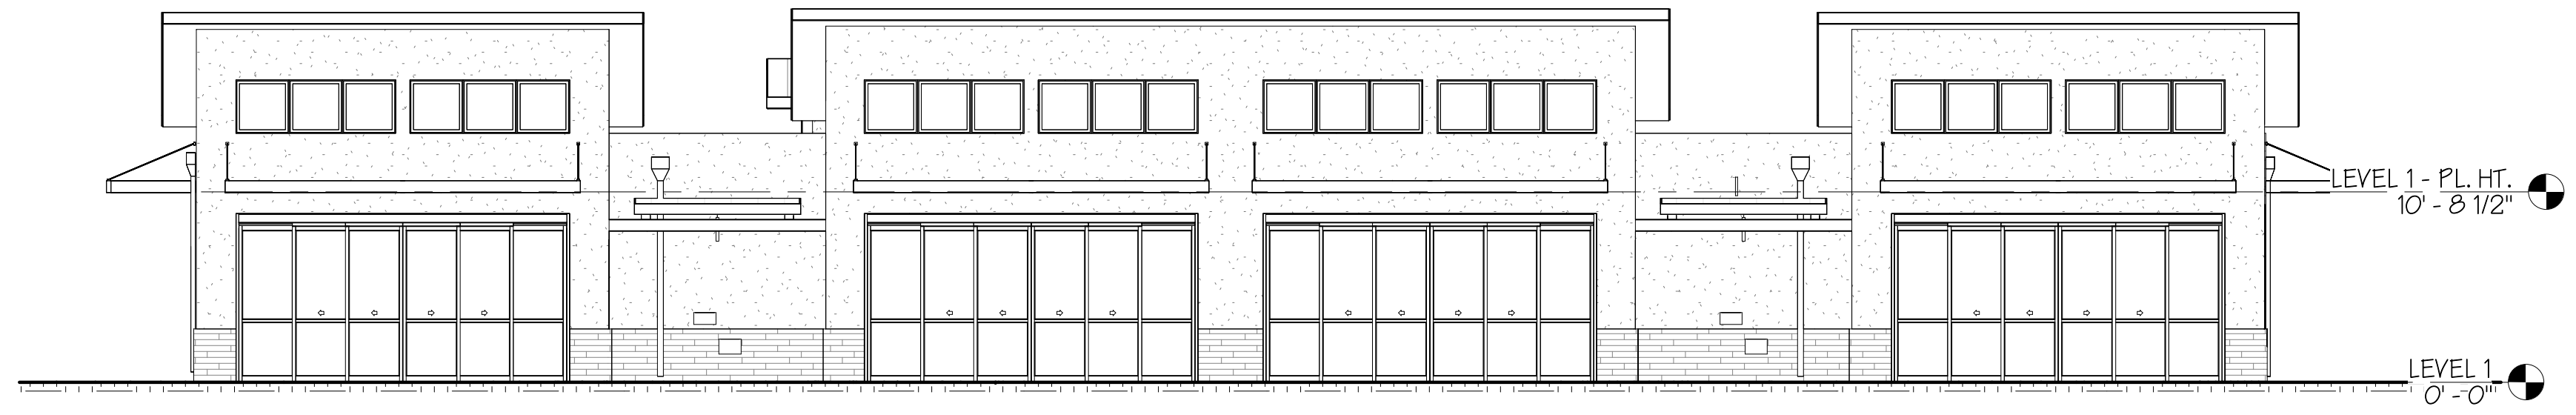 LEVEL 1 - PL. HT.
10' - 8 1/2"
LEVEL 1
0' - 0"